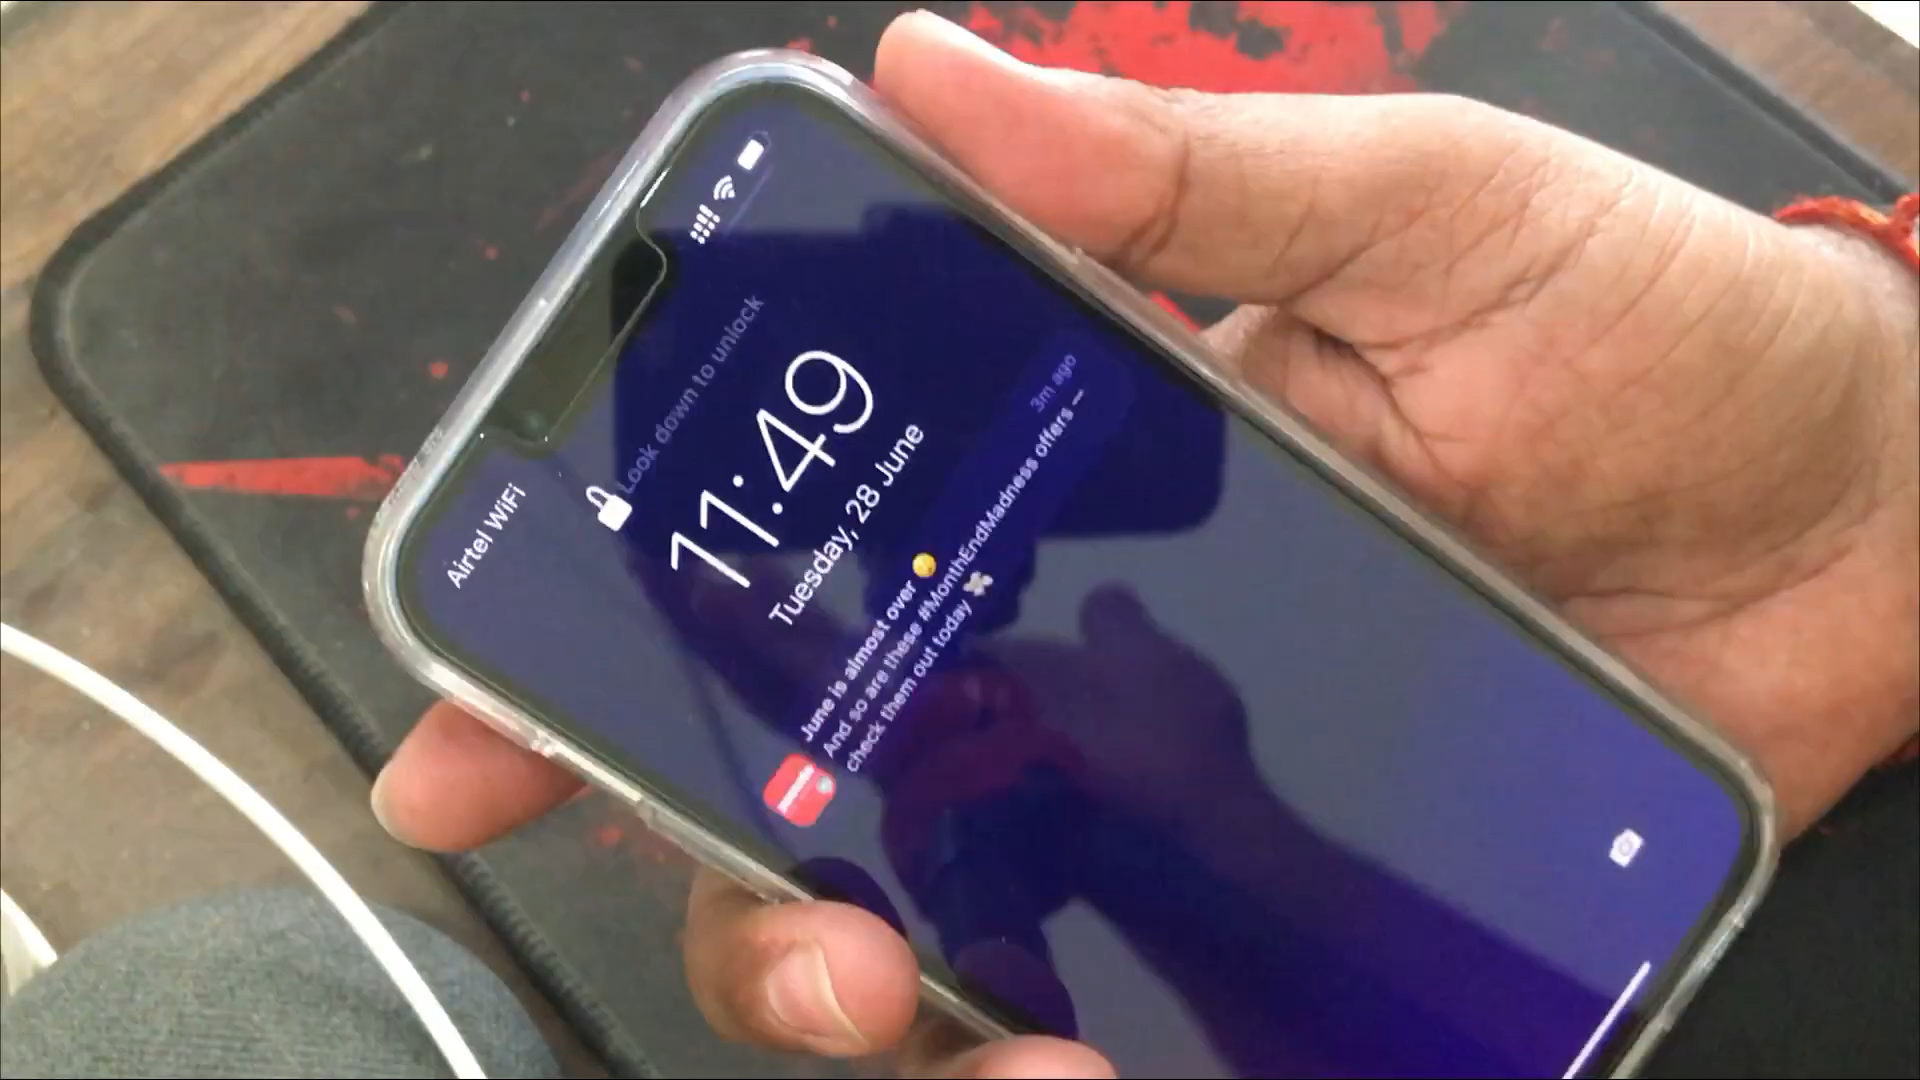 Airtel WiFi
Look down to unlock
11:49
Tuesday, 28 June
June is almost over 😕
3m ago
And so are these #MonthEndMadness offers –
check them out today